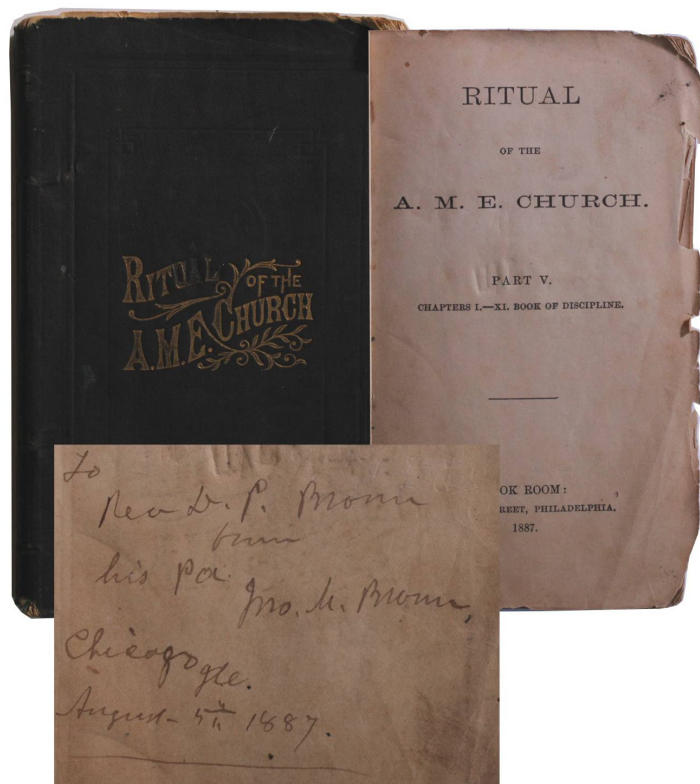 RITUAL OF THE
A.M.E. CHURCH
RITUAL
OF THE
A. M. E. CHURCH.
PART V.
CHAPTERS I.—XI. BOOK OF DISCIPLINE.
OK ROOM:
REET, PHILADELPHIA.
1887.
To
Rev D. P. Brown
from
his pa.
Jno. M. Brown,
Chicago
August 5th 1887.